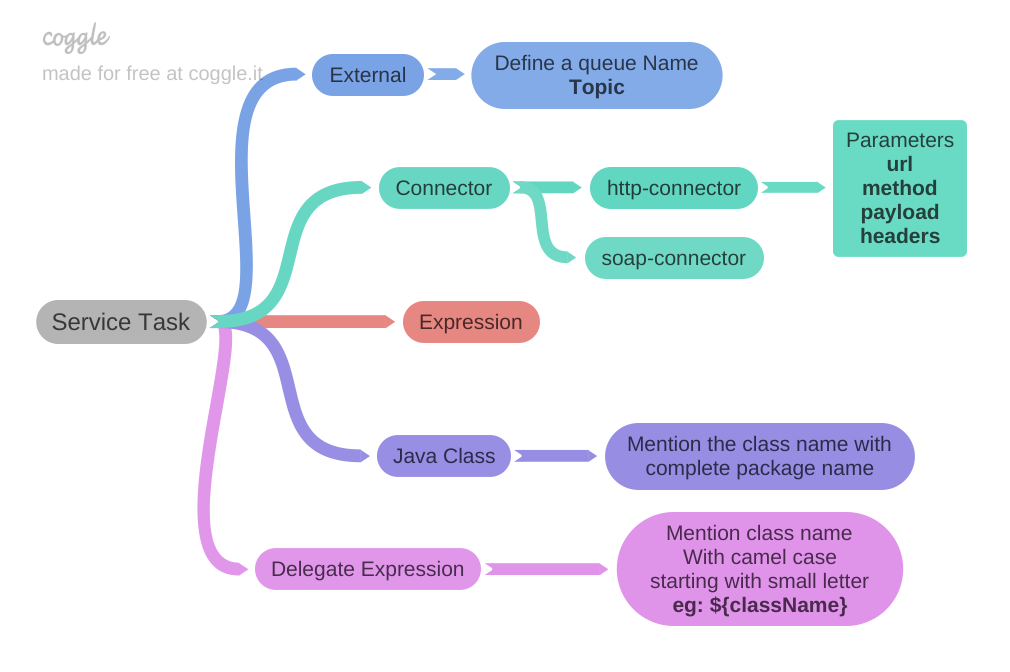 coggle
made for free at coggle.it
External
Define a queue Name
Topic
Connector
http-connector
Parameters
url
method
payload
headers
soap-connector
Service Task
Expression
Java Class
Mention the class name with
complete package name
Delegate Expression
Mention class name
With camel case
starting with small letter
eg: ${className}